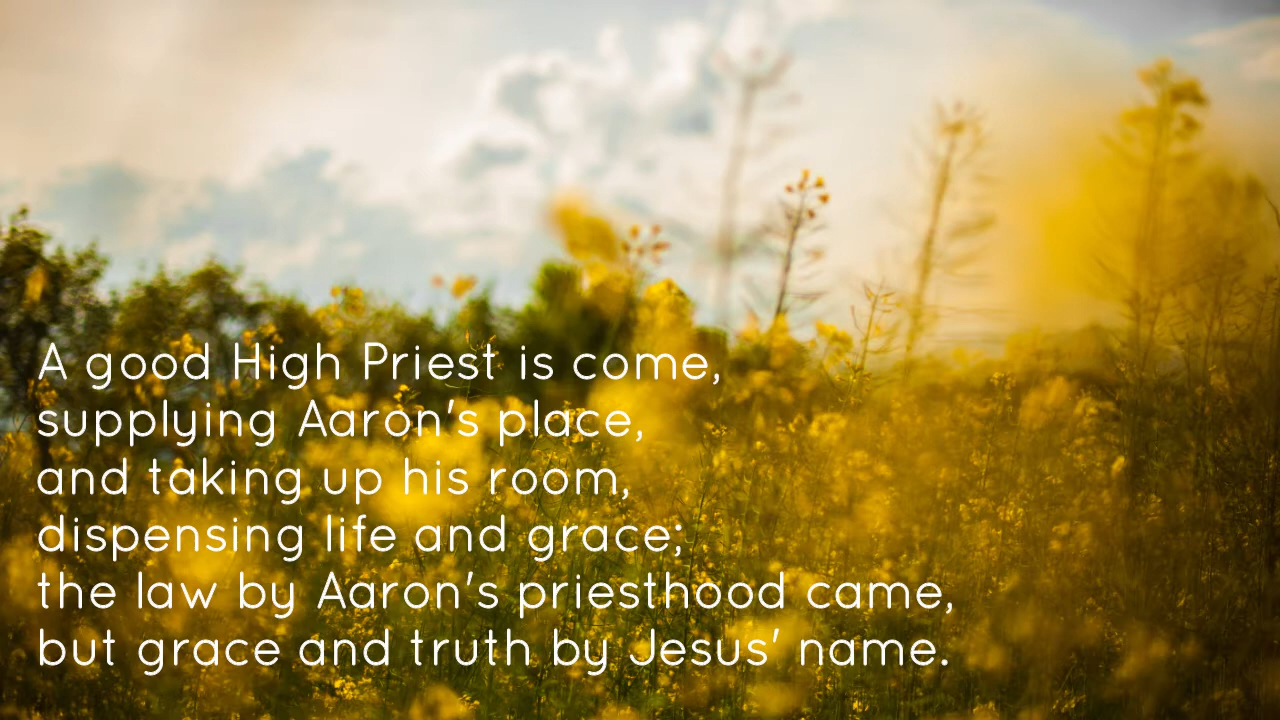 A good High Priest is come,
supplying Aaron's place,
and taking up his room,
dispensing life and grace;
the law by Aaron's priesthood came,
but grace and truth by Jesus' name.